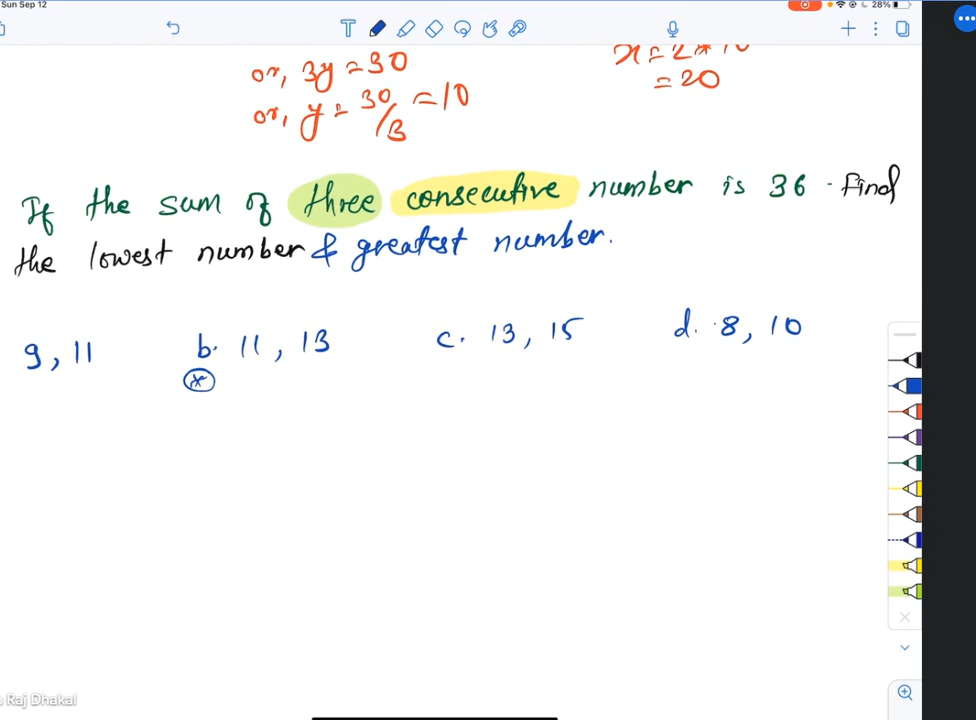 Sun Sep 12
28%
T
or, 3y = 30
= 20
or, y = 30/3 = 10
If the sum of three consecutive number is 36. find
the lowest number & greatest number.
9, 11 b. 11, 13 c. 13, 15 d. 8, 10
Raj Dhakal